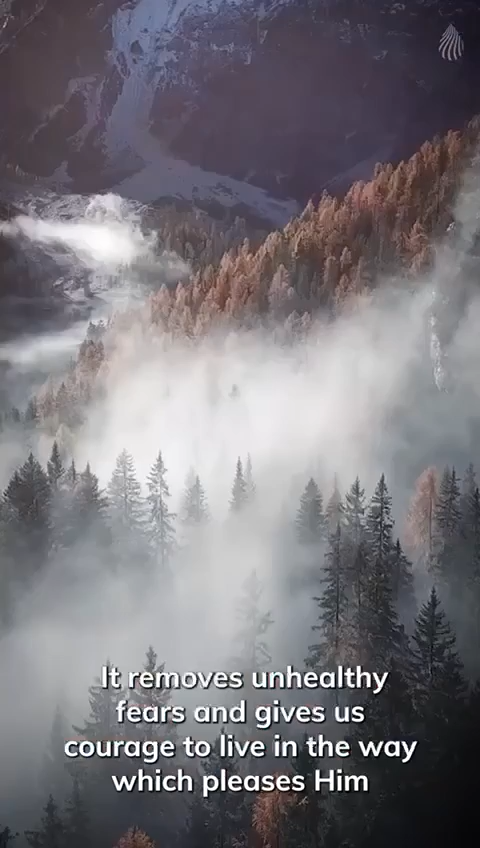 It removes unhealthy
fears and gives us
courage to live in the way
which pleases Him